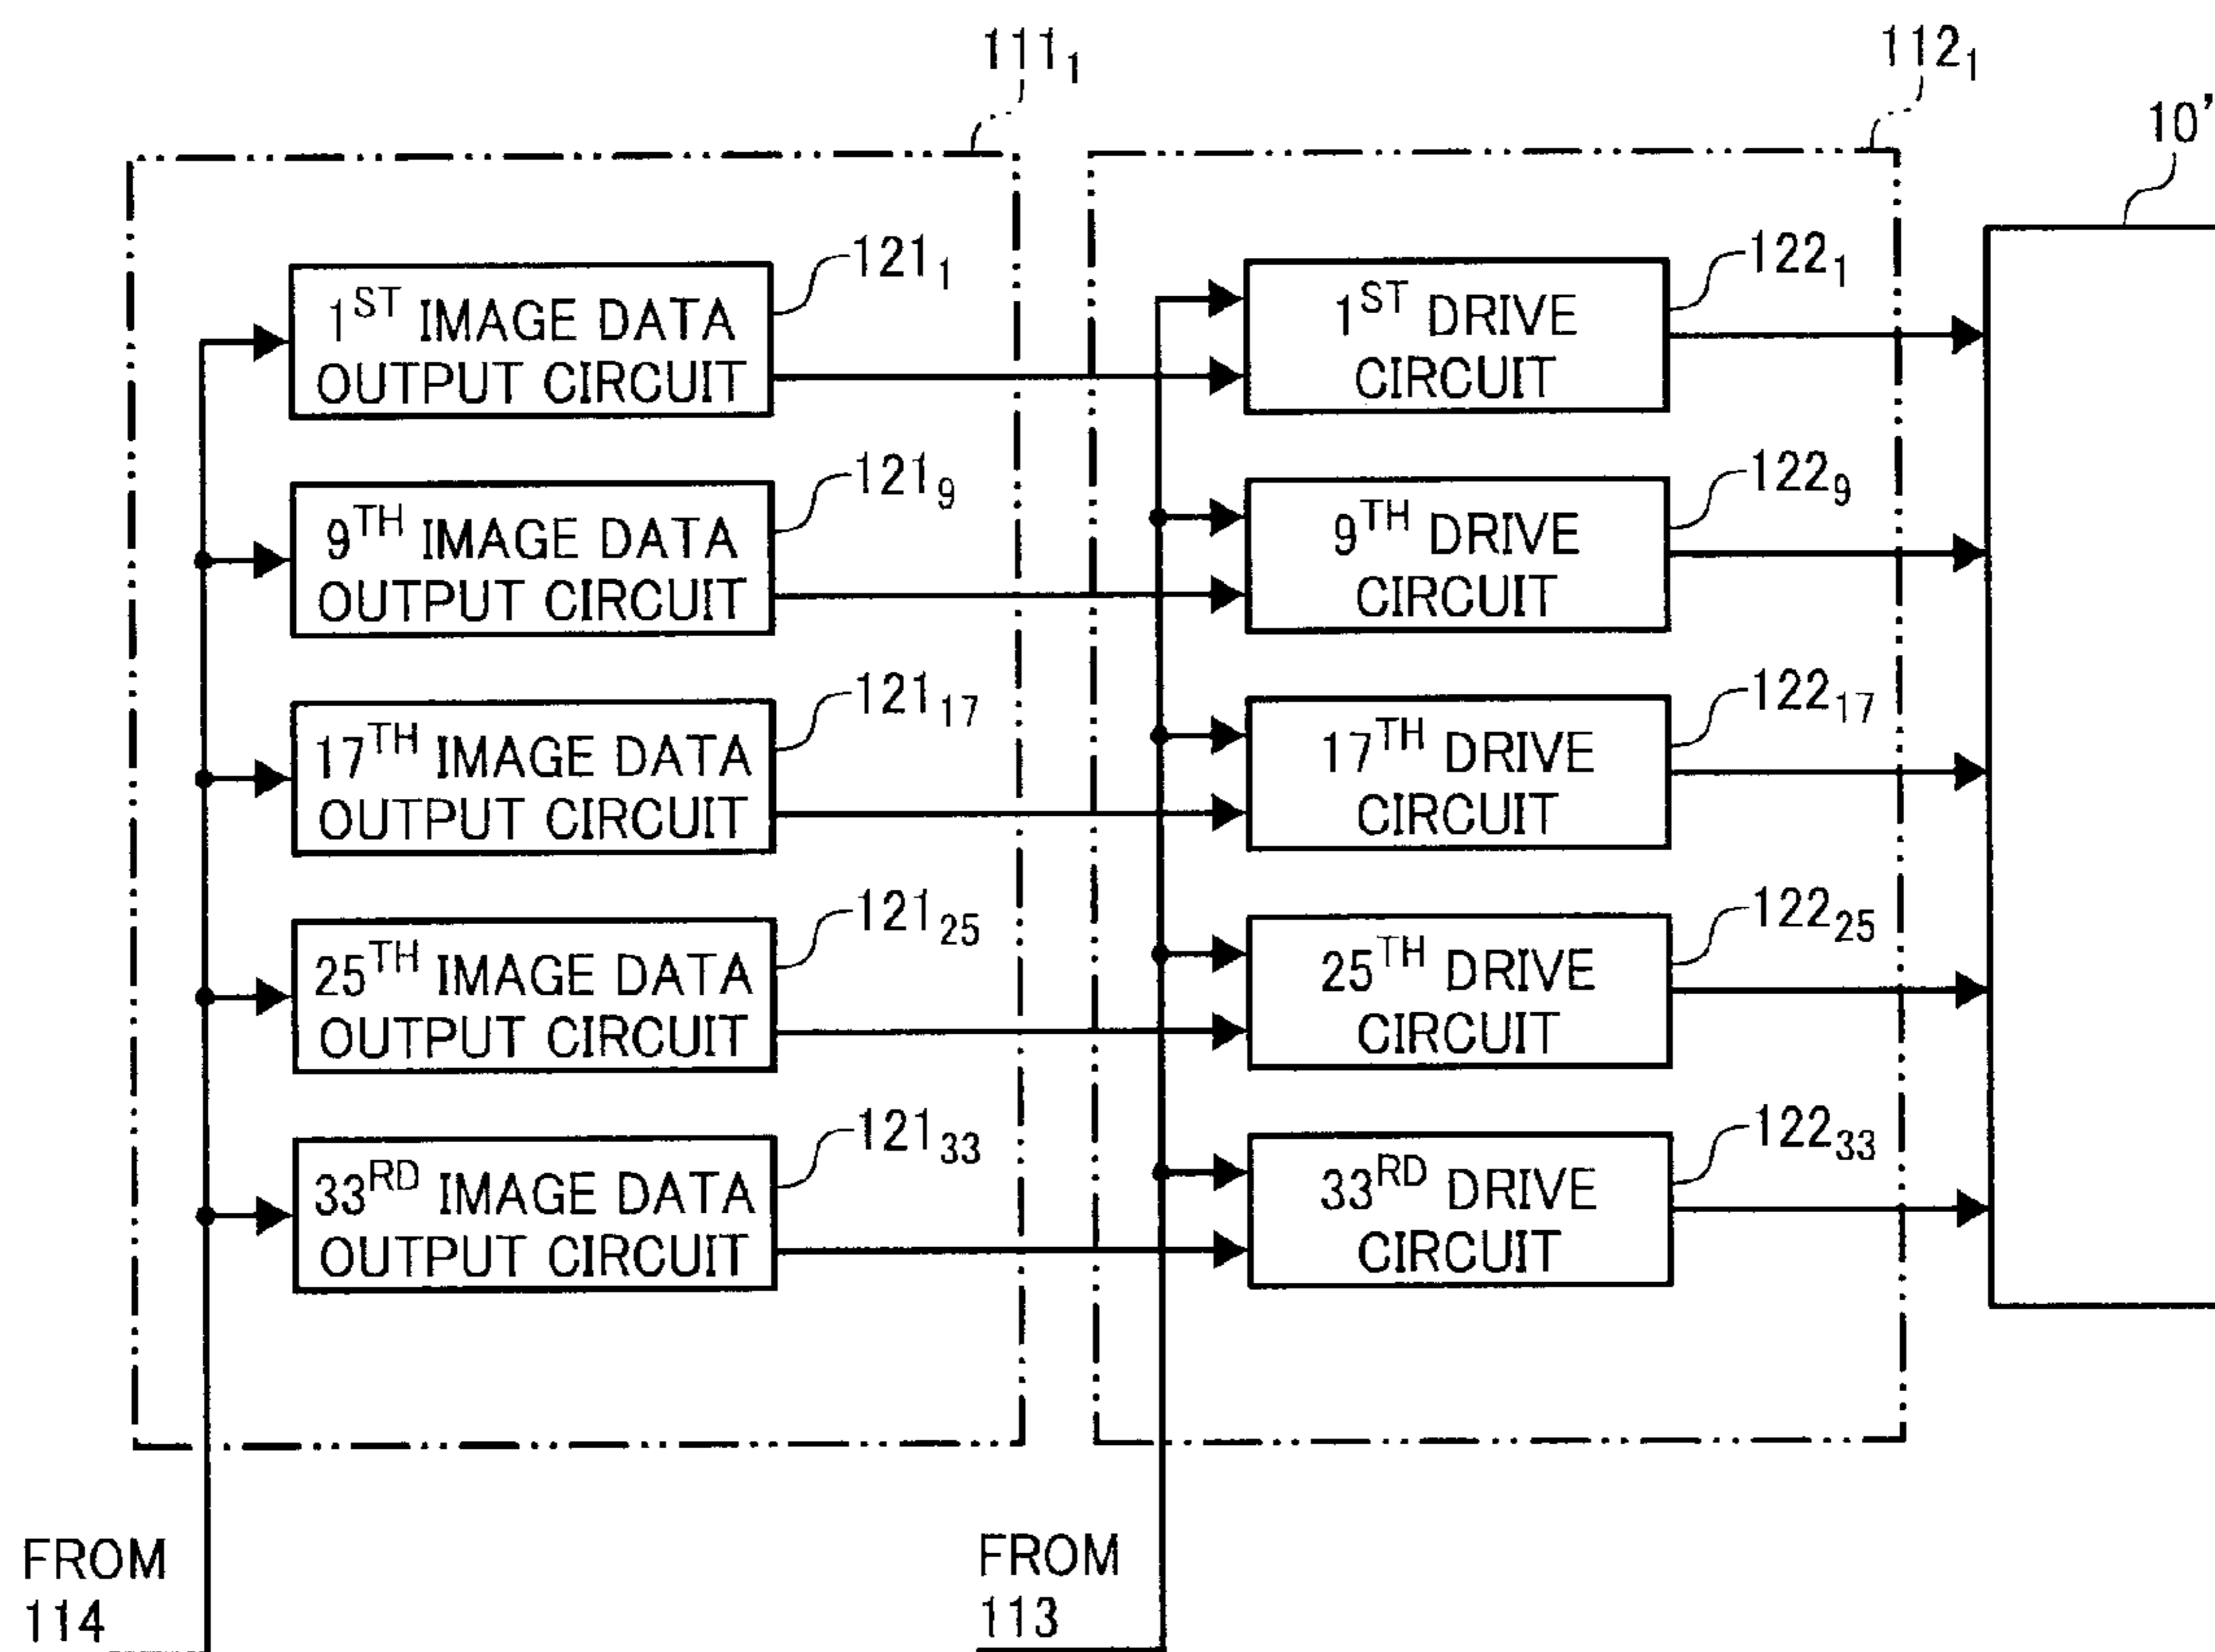 111₁
112₁
10'
1ST IMAGE DATA
OUTPUT CIRCUIT
121₁
1ST DRIVE
CIRCUIT
122₁
9TH IMAGE DATA
OUTPUT CIRCUIT
121₉
9TH DRIVE
CIRCUIT
122₉
17TH IMAGE DATA
OUTPUT CIRCUIT
121₁₇
17TH DRIVE
CIRCUIT
122₁₇
25TH IMAGE DATA
OUTPUT CIRCUIT
121₂₅
25TH DRIVE
CIRCUIT
122₂₅
33RD IMAGE DATA
OUTPUT CIRCUIT
121₃₃
33RD DRIVE
CIRCUIT
122₃₃
FROM
114
FROM
113